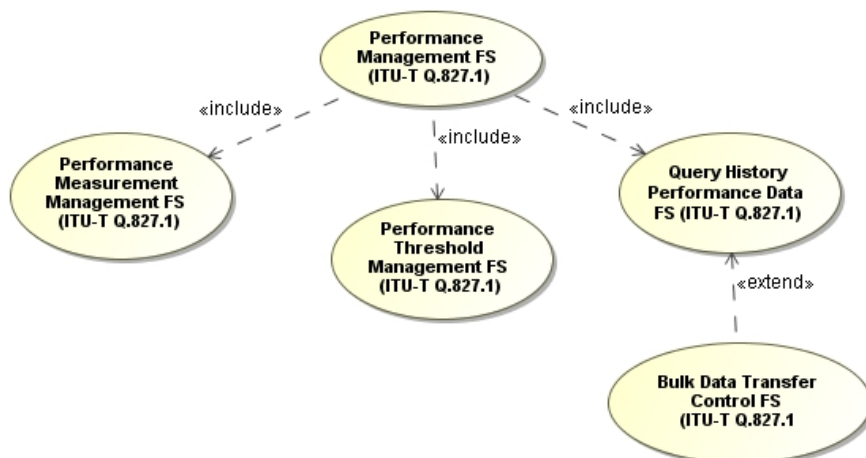 Performance
Management FS
(ITU-T Q.827.1)
«include»
«include»
«include»
Performance
Measurement
Management FS
(ITU-T Q.827.1)
Query History
Performance Data
FS (ITU-T Q.827.1)
Performance
Threshold
Management FS
(ITU-T Q.827.1)
«extend»
Bulk Data Transfer
Control FS
(ITU-T Q.827.1